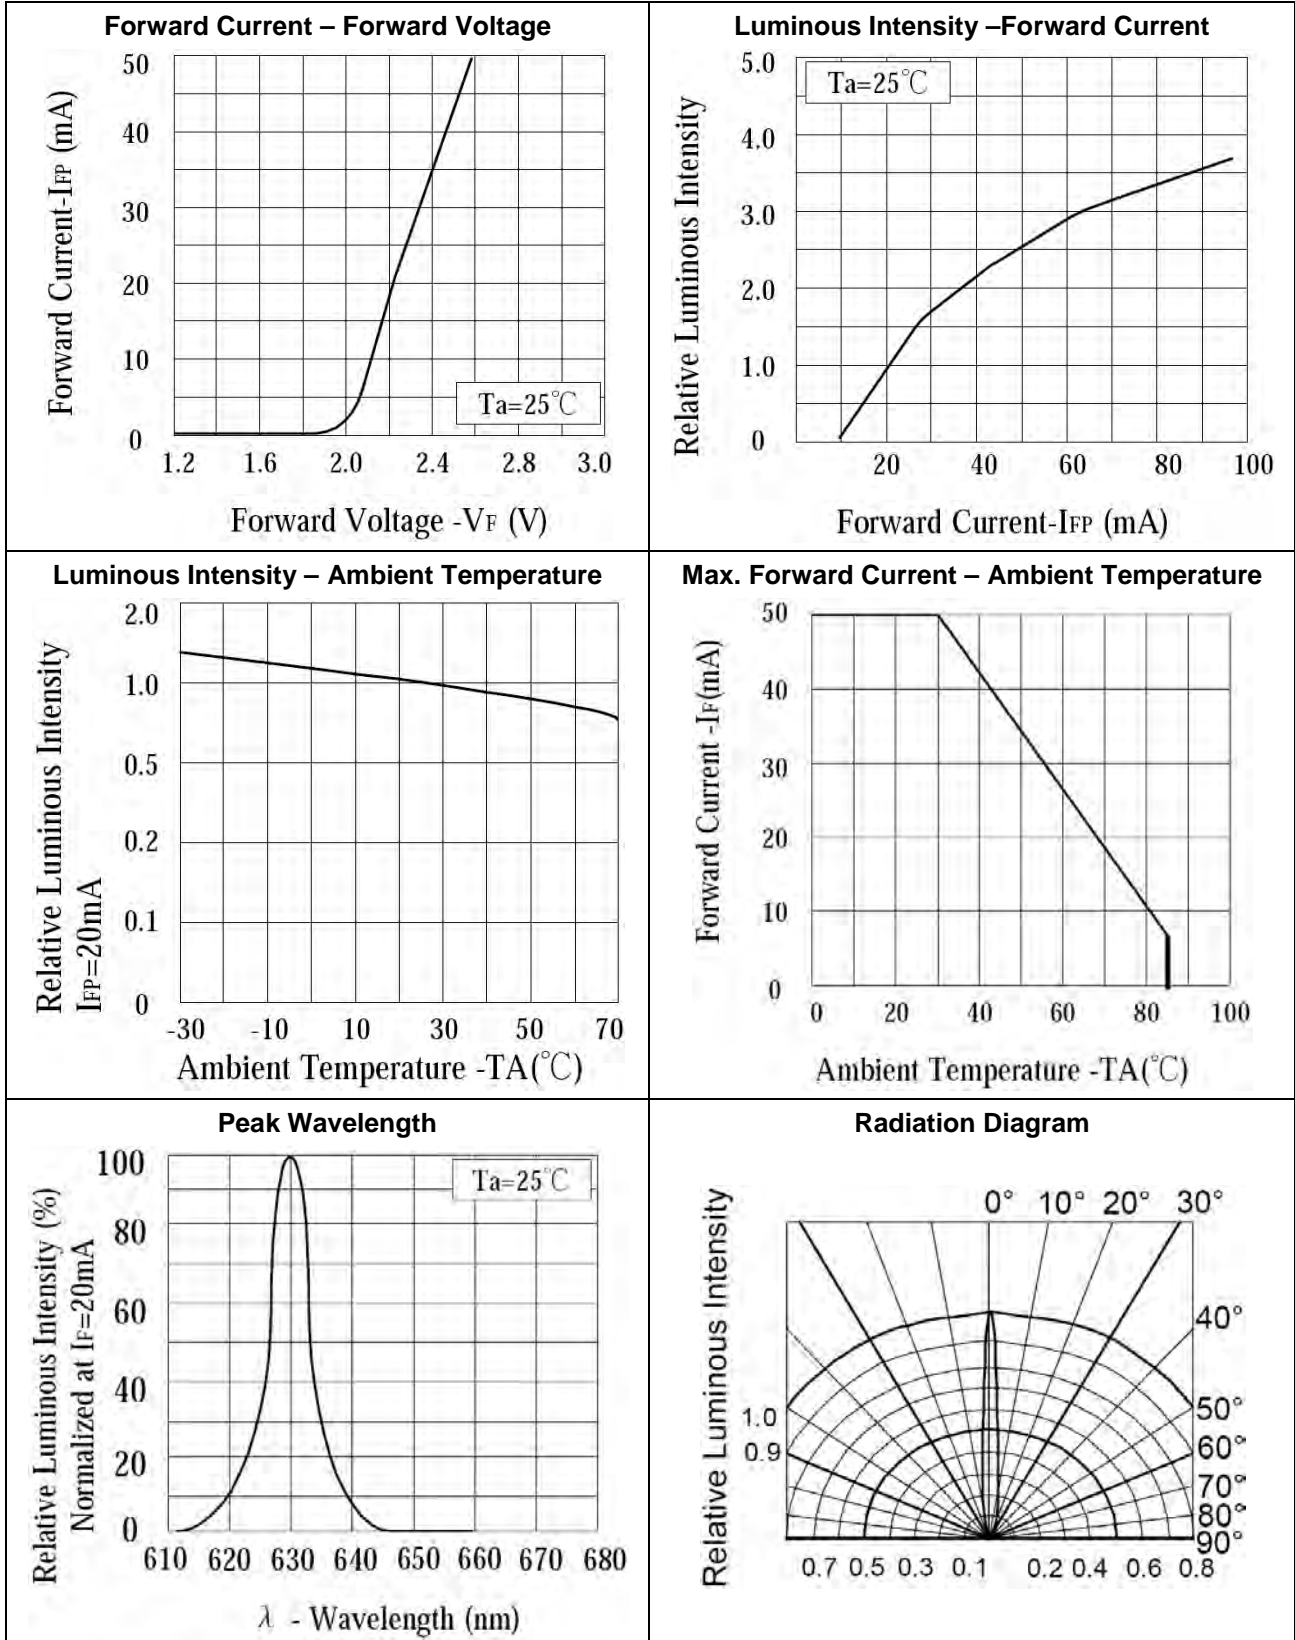 Forward Current – Forward Voltage
Forward Current-IFP (mA)
50
40
30
20
10
0
Ta=25℃
1.2 1.6 2.0 2.4 2.8 3.0
Forward Voltage -VF (V)
Luminous Intensity –Forward Current
Relative Luminous Intensity
5.0
4.0
3.0
2.0
1.0
0
Ta=25℃
20 40 60 80 100
Forward Current-IFP (mA)
Luminous Intensity – Ambient Temperature
Relative Luminous Intensity
IFP=20mA
2.0
1.0
0.5
0.2
0.1
0
-30 -10 10 30 50 70
Ambient Temperature -TA(℃)
Max. Forward Current – Ambient Temperature
Forward Current -IF(mA)
50
40
30
20
10
0
0 20 40 60 80 100
Ambient Temperature -TA(℃)
Peak Wavelength
Relative Luminous Intensity (%)
Normalized at IF=20mA
100
80
60
40
20
0
Ta=25℃
610 620 630 640 650 660 670 680
λ - Wavelength (nm)
Radiation Diagram
Relative Luminous Intensity
0° 10° 20° 30°
40°
50°
60°
70°
80°
90°
1.0
0.9
0.7 0.5 0.3 0.1 0.2 0.4 0.6 0.8